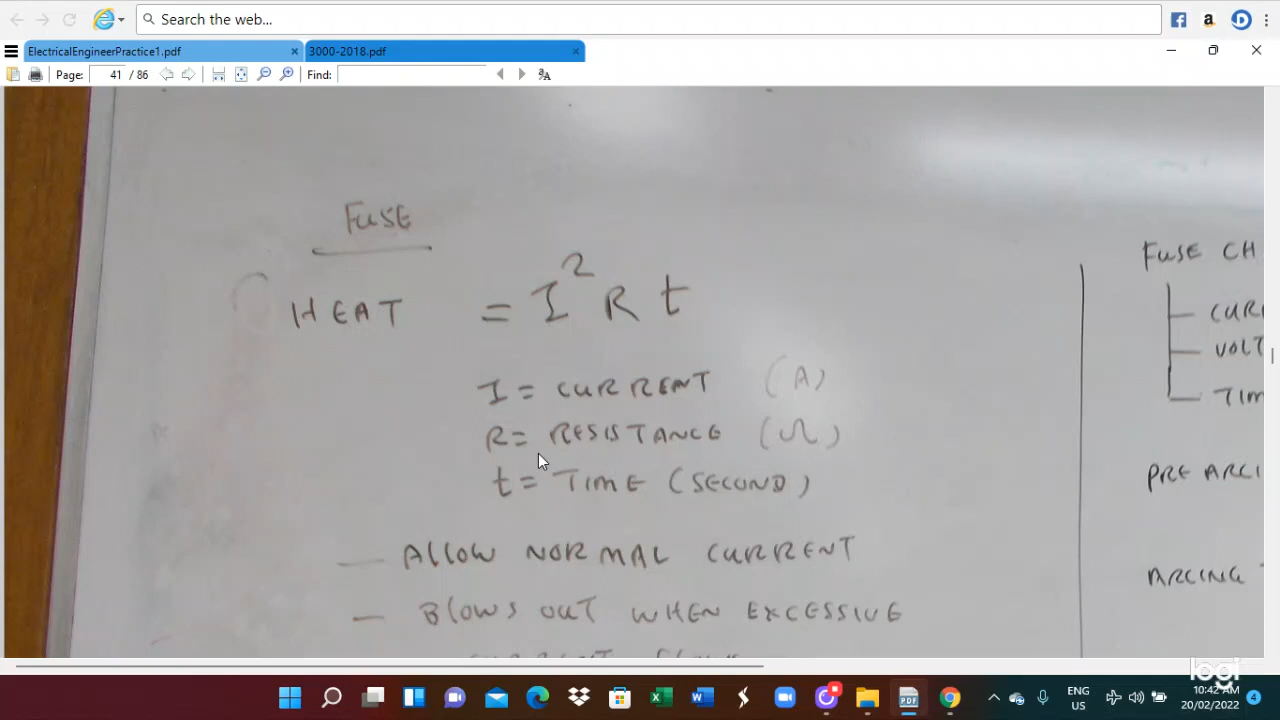 Search the web...
ElectricalEngineerPractice1.pdf
3000-2018.pdf
Page: 41 / 86
Find:
FUSE
HEAT = I² R t
I = CURRENT (A)
R = RESISTANCE (Ω)
t = TIME (SECOND)
— ALLOW NORMAL CURRENT
— BLOWS OUT WHEN EXCESSIVE
FUSE CH
CURR
VOLT
TIM
PRE ARCI
ARCING
logi
ENG
US
10:42 AM
20/02/2022
4